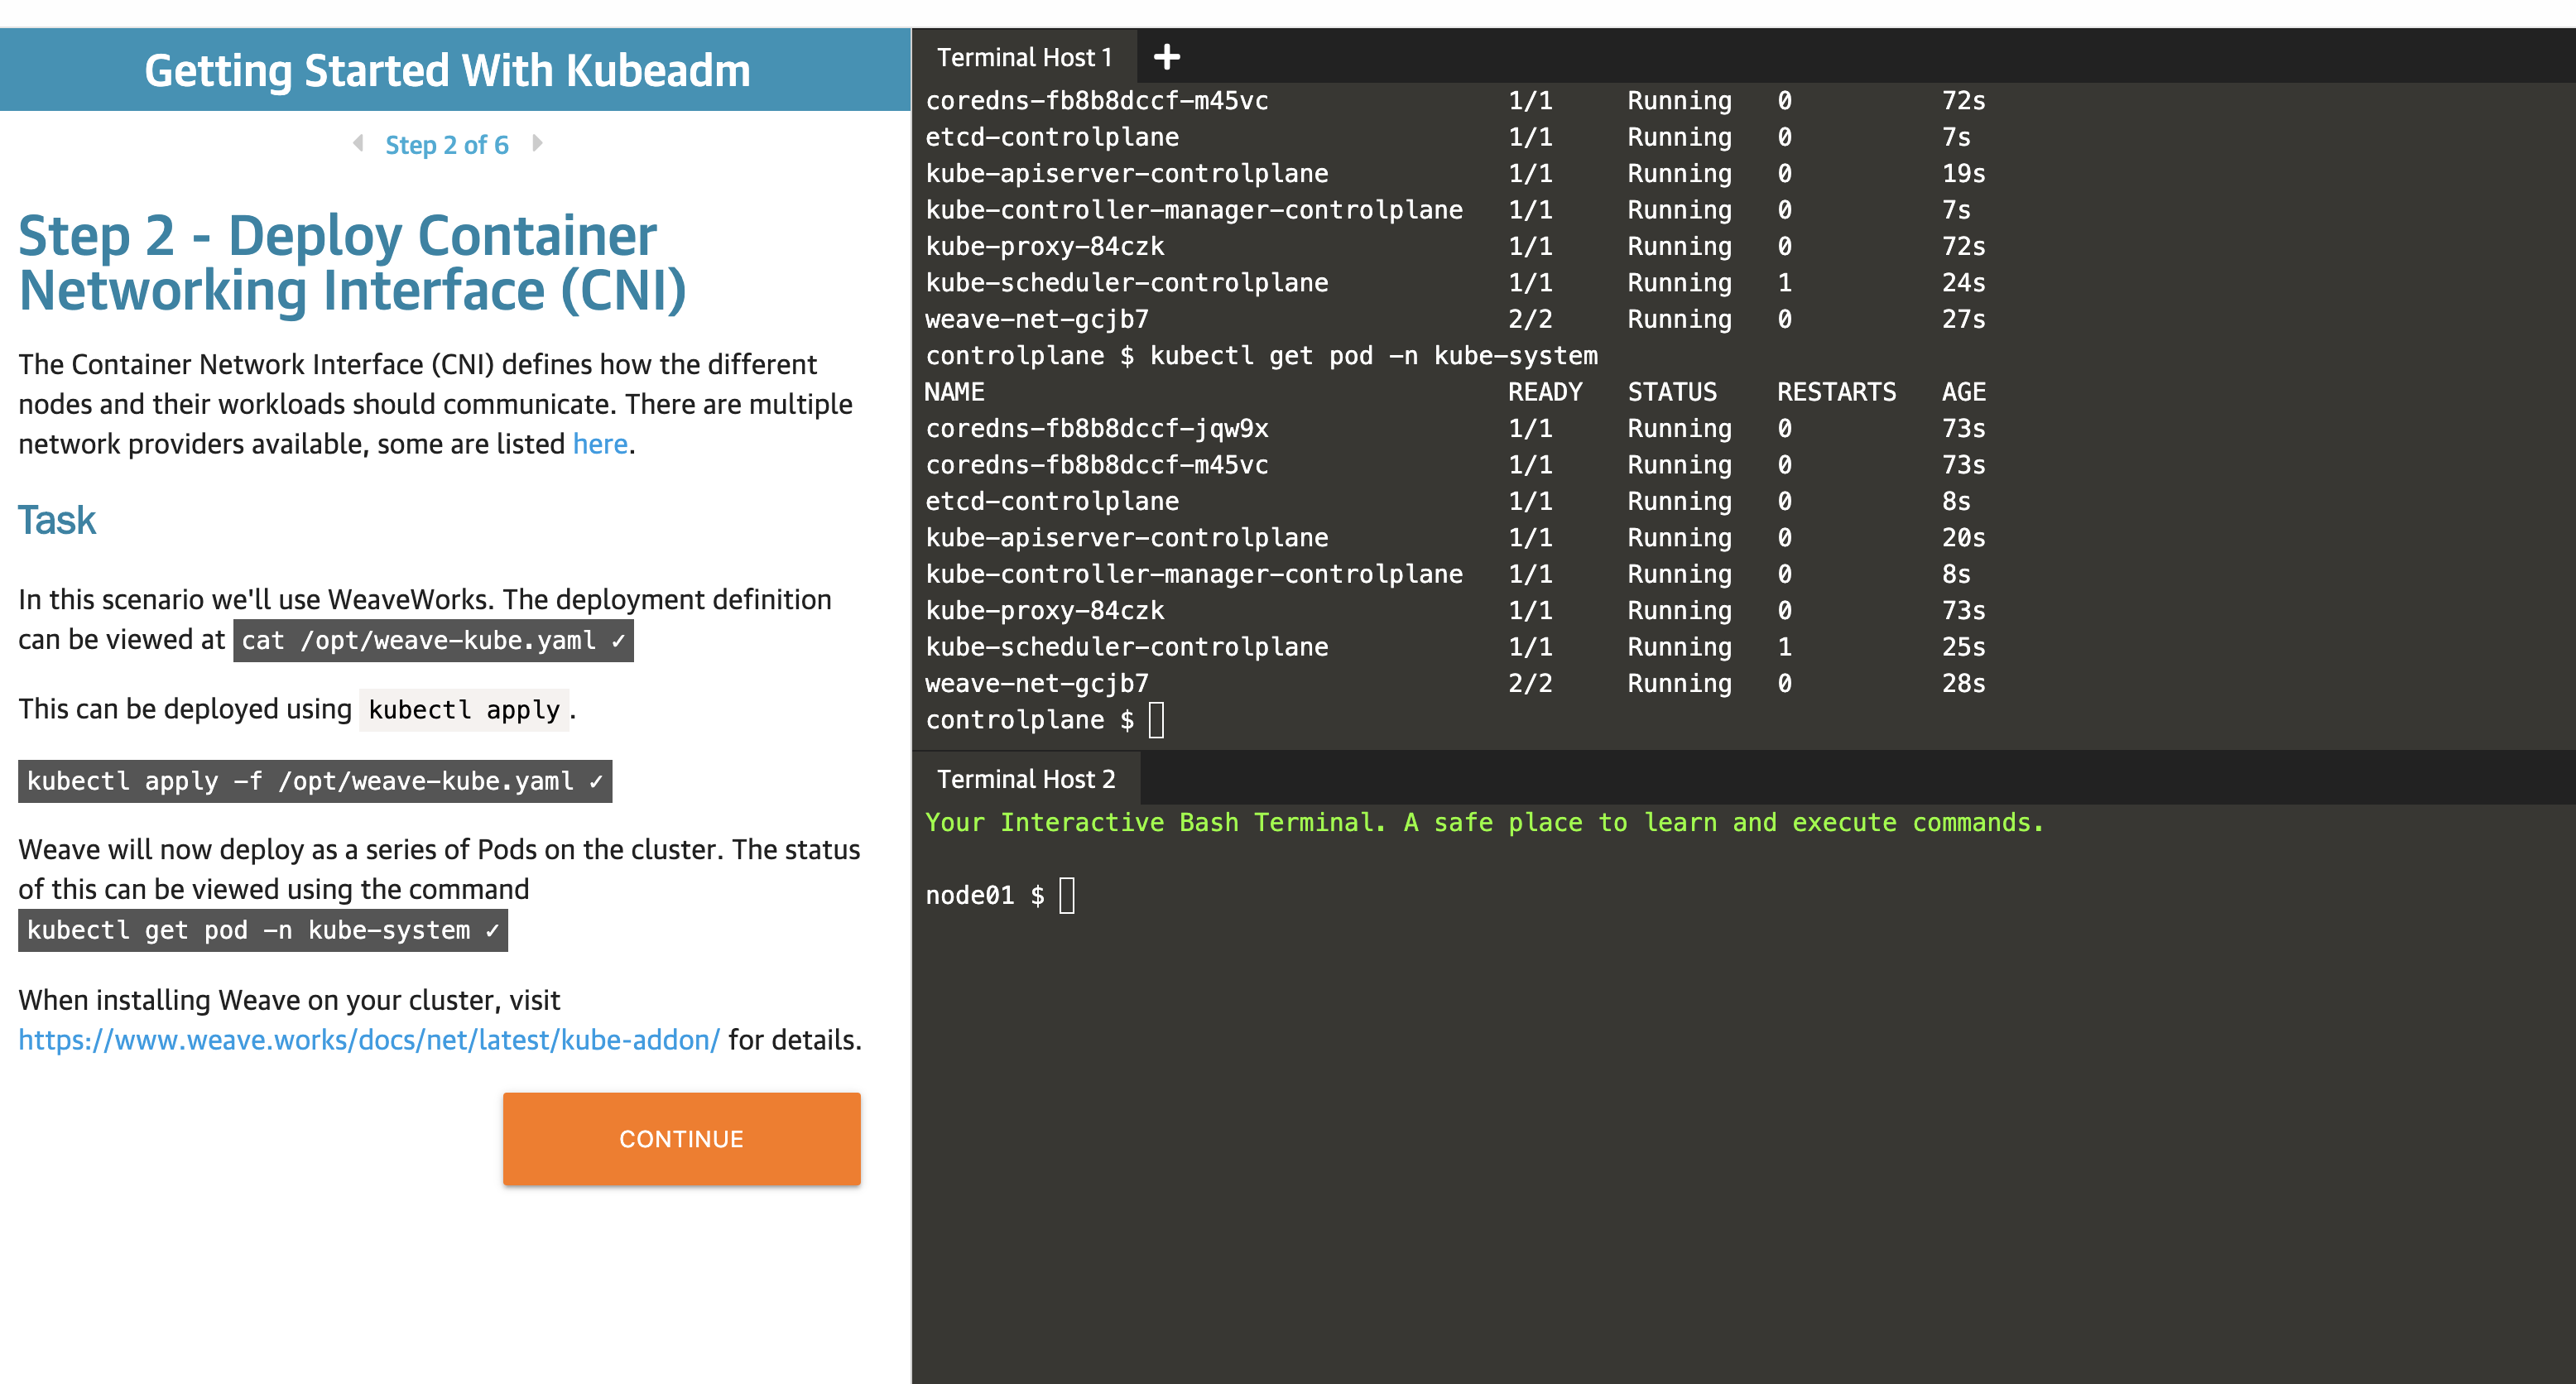 Getting Started With Kubeadm
Step 2 of 6
Step 2 - Deploy Container
Networking Interface (CNI)
The Container Network Interface (CNI) defines how the different
nodes and their workloads should communicate. There are multiple
network providers available, some are listed here.
Task
In this scenario we'll use WeaveWorks. The deployment definition
can be viewed at cat /opt/weave-kube.yaml ✓
This can be deployed using kubectl apply.
kubectl apply -f /opt/weave-kube.yaml ✓
Weave will now deploy as a series of Pods on the cluster. The status
of this can be viewed using the command
kubectl get pod -n kube-system ✓
When installing Weave on your cluster, visit
https://www.weave.works/docs/net/latest/kube-addon/ for details.
CONTINUE
Terminal Host 1 +
coredns-fb8b8dccf-m45vc 1/1 Running 0 72s
etcd-controlplane 1/1 Running 0 7s
kube-apiserver-controlplane 1/1 Running 0 19s
kube-controller-manager-controlplane 1/1 Running 0 7s
kube-proxy-84czk 1/1 Running 0 72s
kube-scheduler-controlplane 1/1 Running 1 24s
weave-net-gcjb7 2/2 Running 0 27s
controlplane $ kubectl get pod -n kube-system
NAME READY STATUS RESTARTS AGE
coredns-fb8b8dccf-jqw9x 1/1 Running 0 73s
coredns-fb8b8dccf-m45vc 1/1 Running 0 73s
etcd-controlplane 1/1 Running 0 8s
kube-apiserver-controlplane 1/1 Running 0 20s
kube-controller-manager-controlplane 1/1 Running 0 8s
kube-proxy-84czk 1/1 Running 0 73s
kube-scheduler-controlplane 1/1 Running 1 25s
weave-net-gcjb7 2/2 Running 0 28s
controlplane $
Terminal Host 2
Your Interactive Bash Terminal. A safe place to learn and execute commands.
node01 $